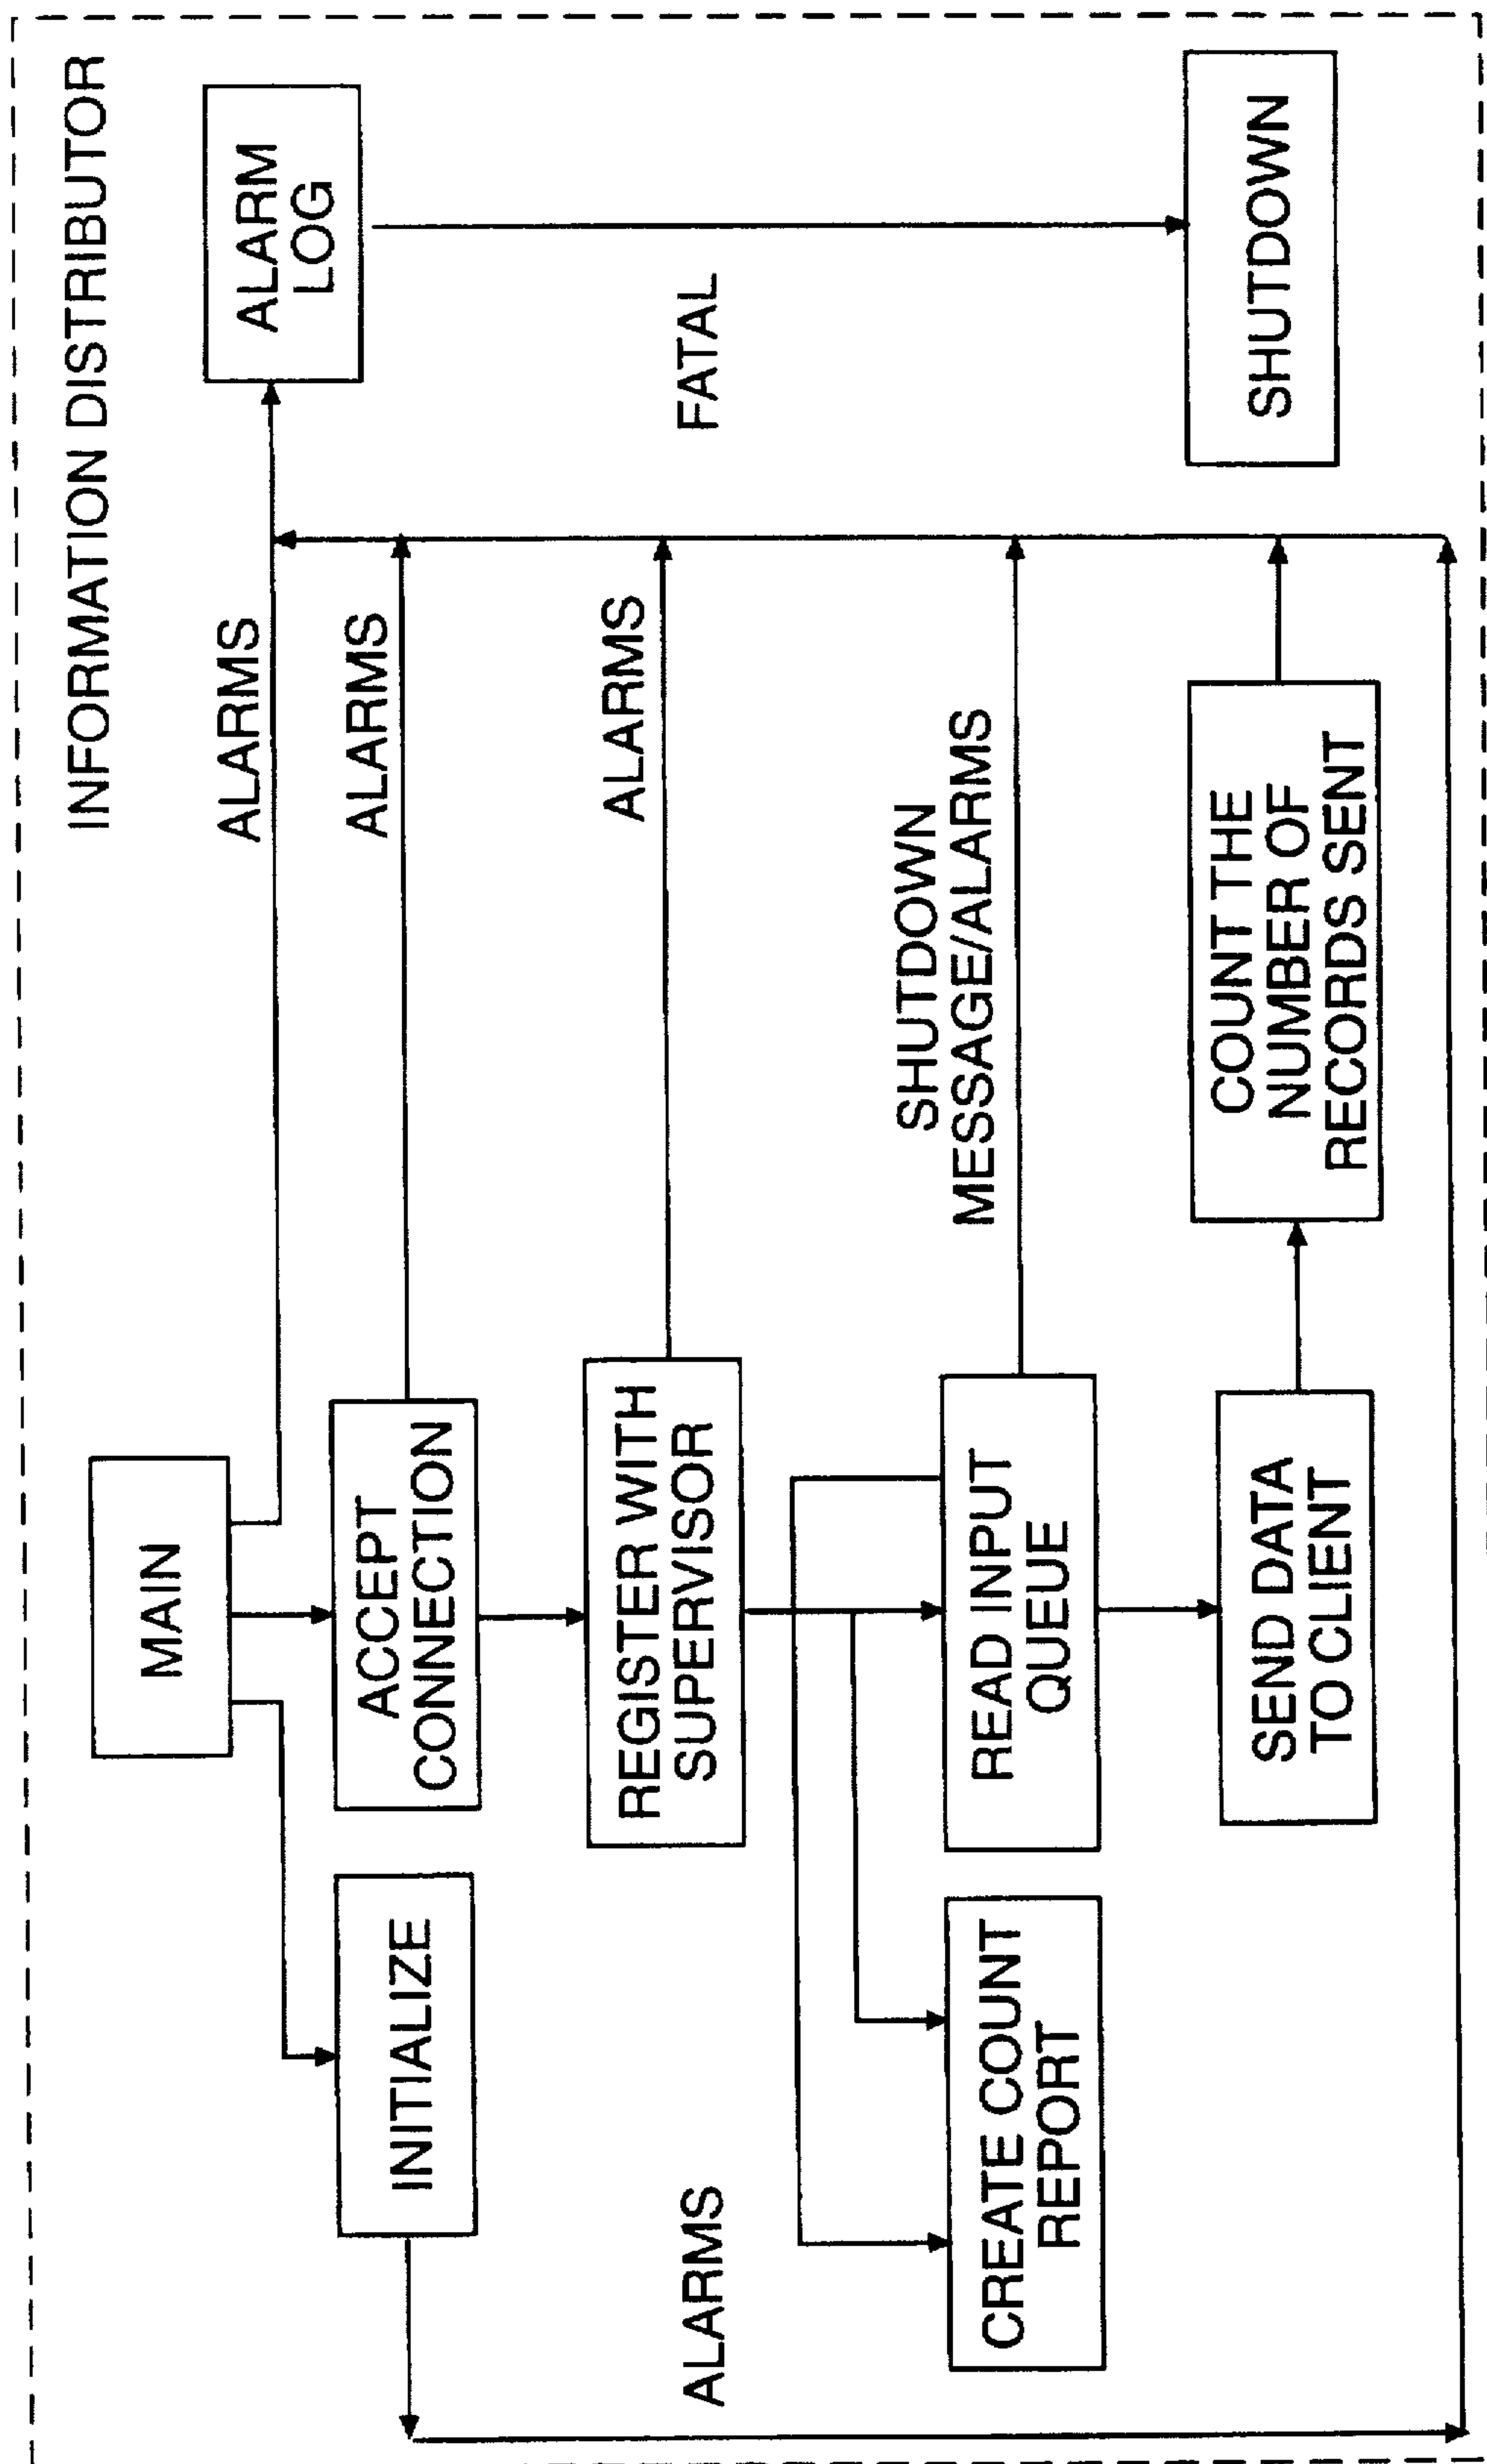 INFORMATION DISTRIBUTOR
MAIN
ALARMS
ALARM
LOG
INITIALIZE
ACCEPT
CONNECTION
ALARMS
ALARMS
REGISTER WITH
SUPERVISOR
ALARMS
FATAL
CREATE COUNT
REPORT
READ INPUT
QUEUE
SHUTDOWN
MESSAGE/ALARMS
SEND DATA
TO CLIENT
COUNT THE
NUMBER OF
RECORDS SENT
SHUTDOWN